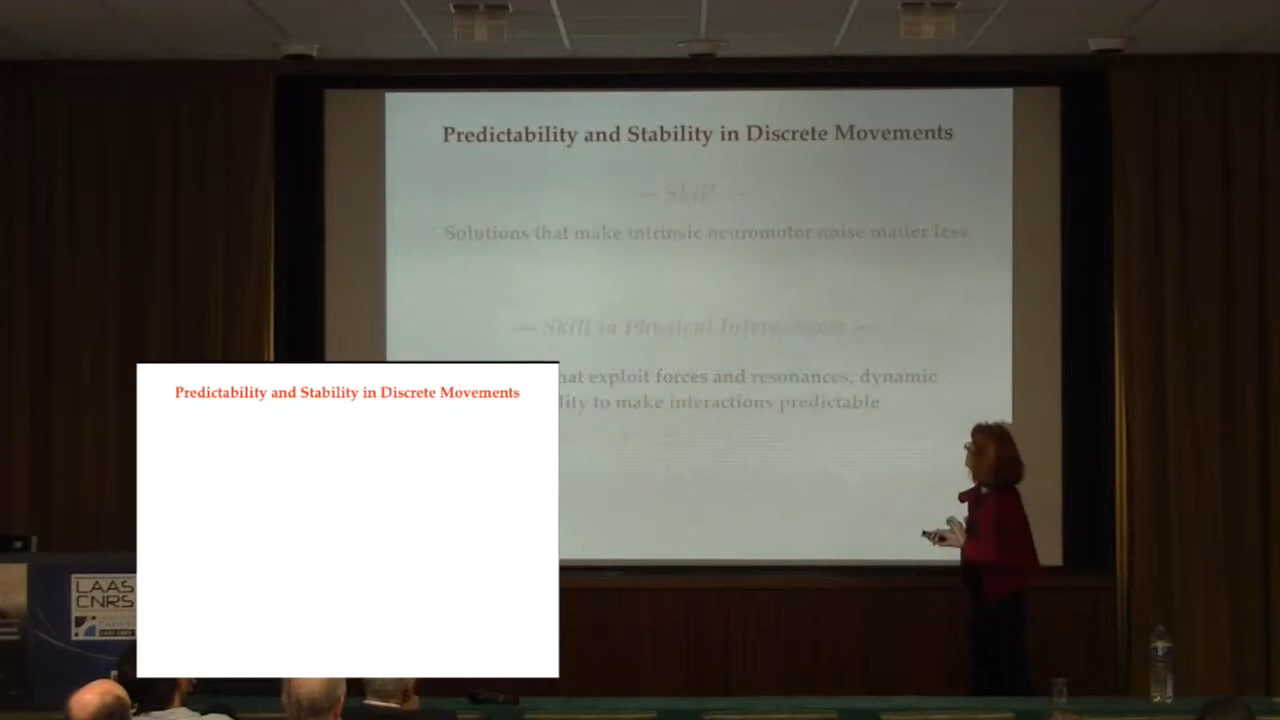 Predictability and Stability in Discrete Movements
— Skill —
Solutions that make intrinsic neuromotor noise matter less
— Skill in Physical Interactions —
hat exploit forces and resonances, dynamic
lity to make interactions predictable
Predictability and Stability in Discrete Movements
LAAS
CNRS